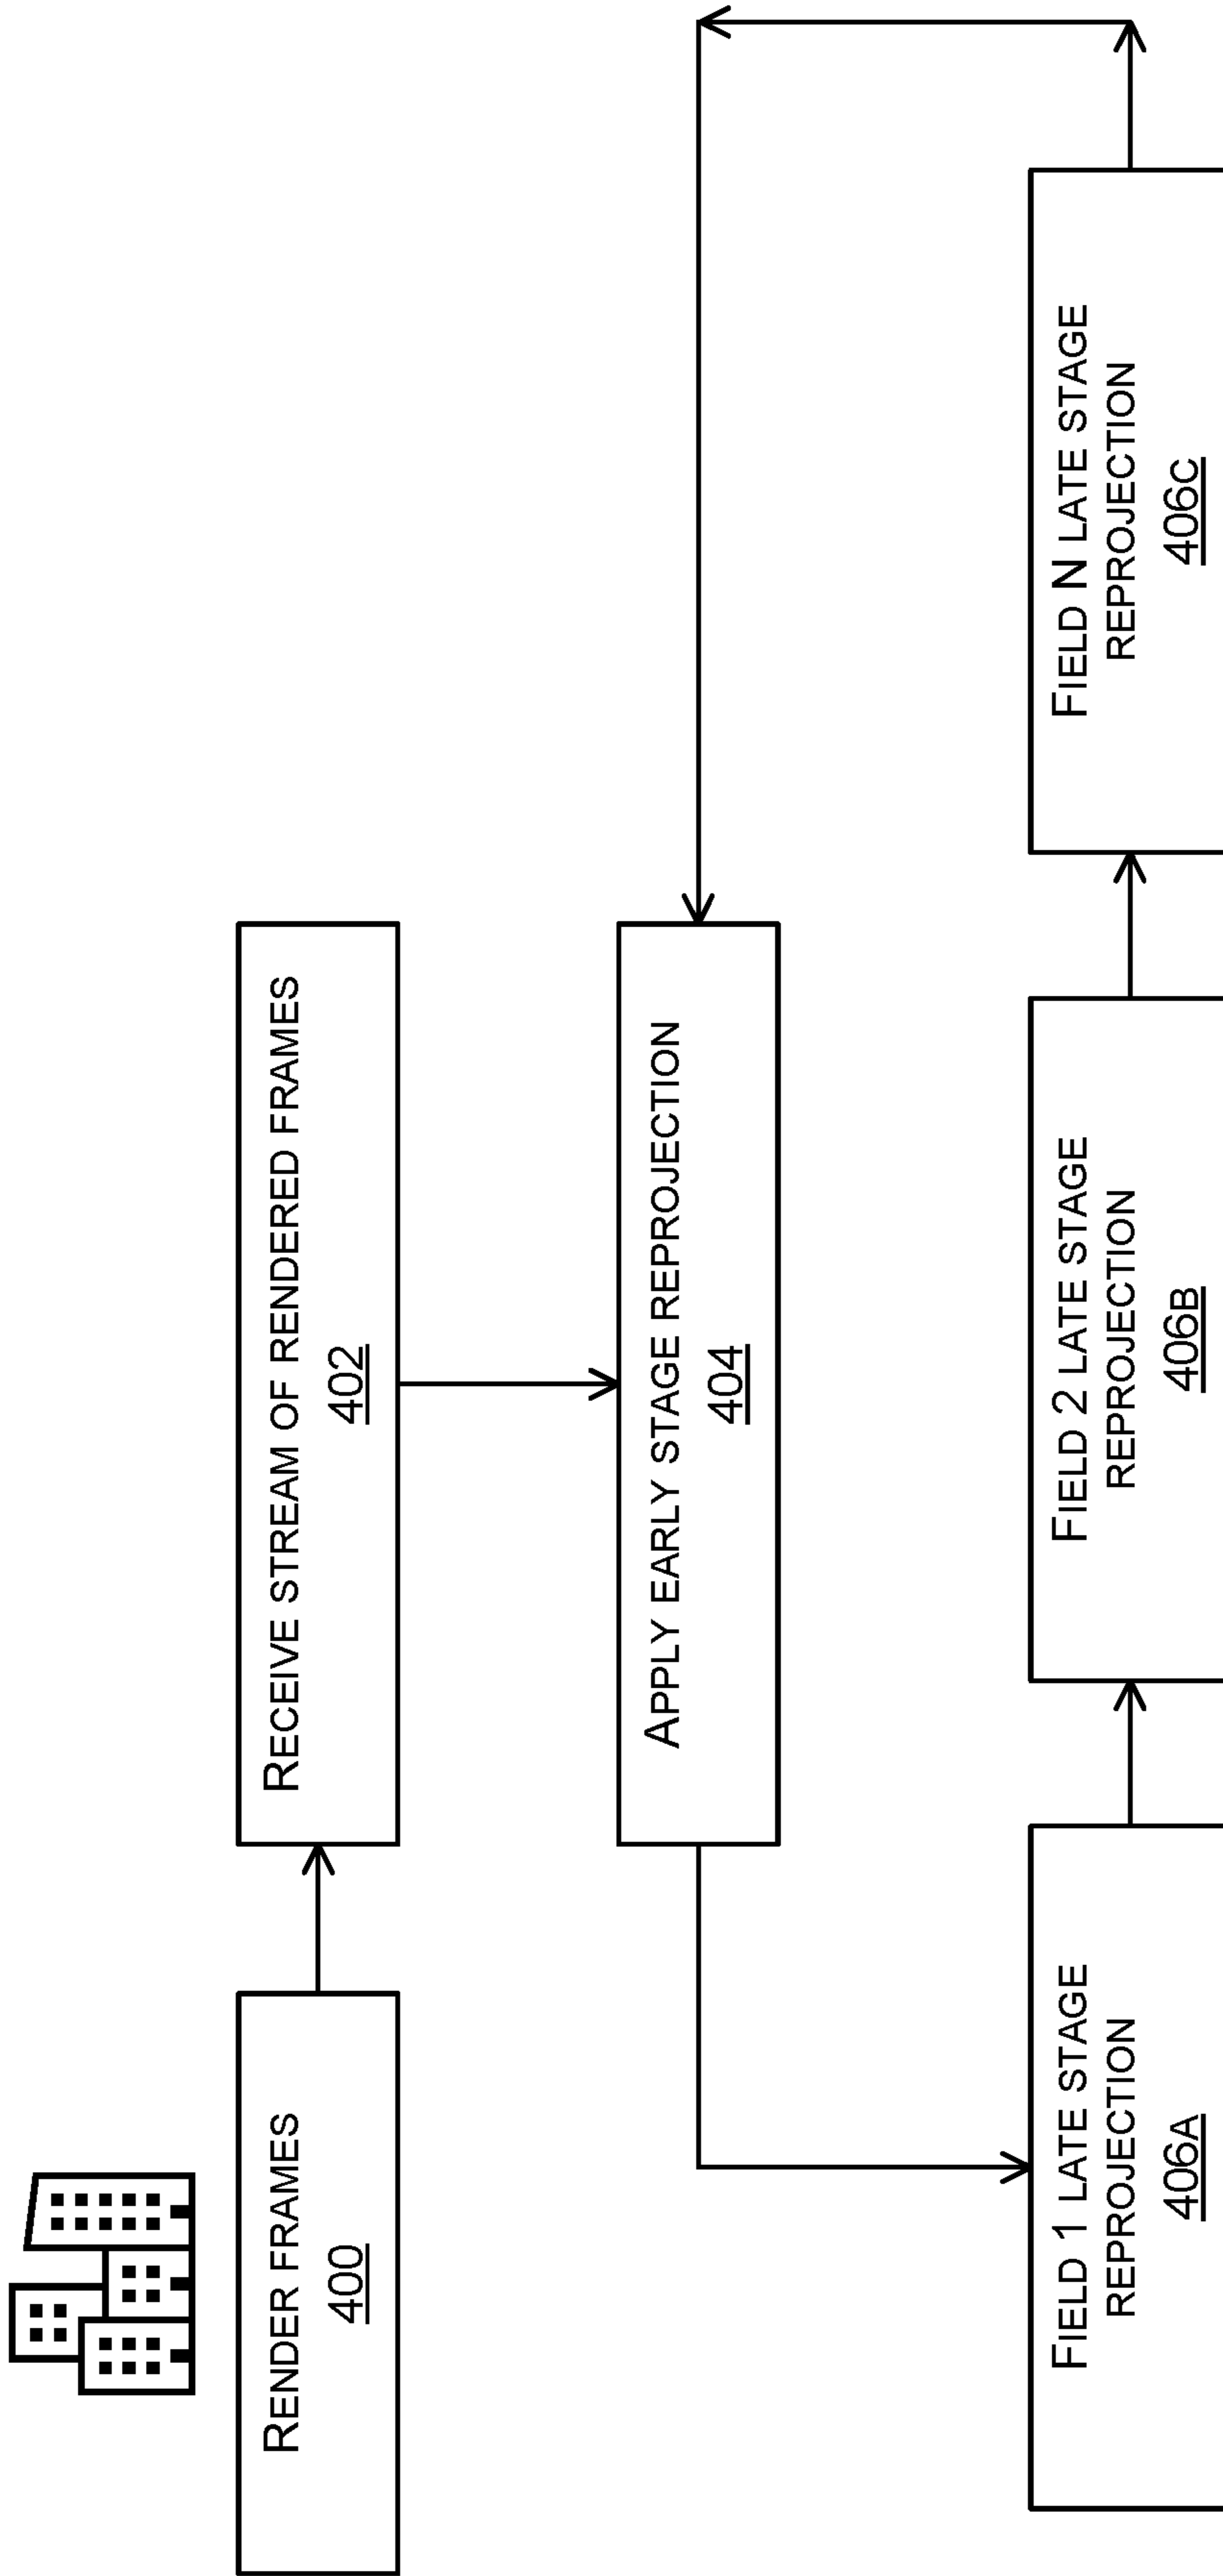 RENDER FRAMES
400
RECEIVE STREAM OF RENDERED FRAMES
402
APPLY EARLY STAGE REPROJECTION
404
FIELD 1 LATE STAGE
REPROJECTION
406A
FIELD 2 LATE STAGE
REPROJECTION
406B
FIELD N LATE STAGE
REPROJECTION
406C